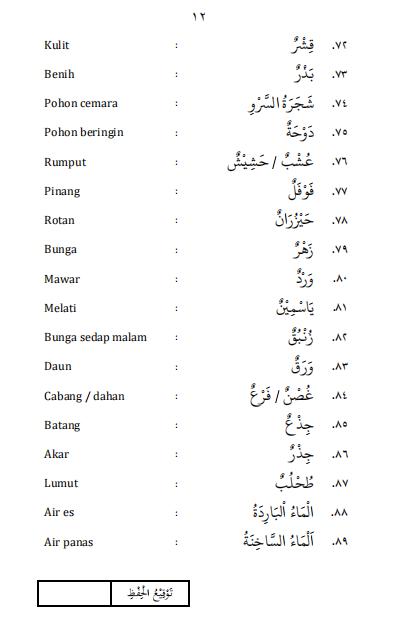 ١٢
٧٢. قِشْرٌ : Kulit
٧٣. بَذْرٌ : Benih
٧٤. شَجَرَةُ السَّرْوِ : Pohon cemara
٧٥. دَوْحَةٌ : Pohon beringin
٧٦. عُشْبٌ / حَشِيْشٌ : Rumput
٧٧. فَوْفَلٌ : Pinang
٧٨. حَيْزُرَانٌ : Rotan
٧٩. زَهْرٌ : Bunga
٨٠. وَرْدٌ : Mawar
٨١. يَاسْمِيْنٌ : Melati
٨٢. زُنْبُقٌ : Bunga sedap malam
٨٣. وَرَقٌ : Daun
٨٤. غُصْنٌ / فَرْعٌ : Cabang / dahan
٨٥. جِذْعٌ : Batang
٨٦. جِذْرٌ : Akar
٨٧. طُحْلُبٌ : Lumut
٨٨. الْمَاءُ اْلبَارِدَةُ : Air es
٨٩. اَلْمَاءُ السَّاخِنَةُ : Air panas
تَوْقِيْعُ الْحِفْظِ